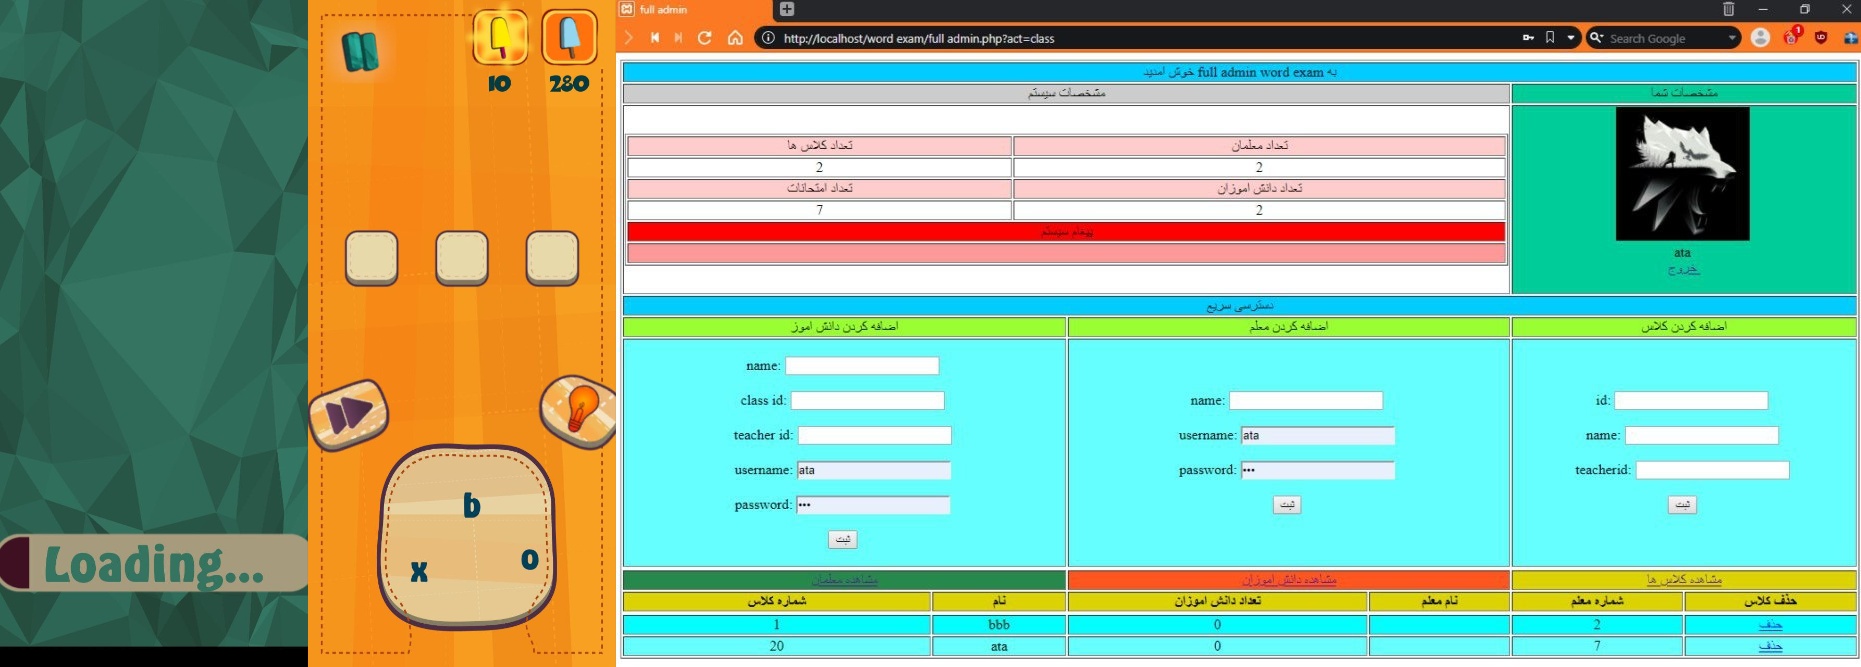 Loading...
10
280
b
x
o
full admin
http://localhost/word exam/full admin.php?act=class
Search Google
1
به full admin word exam خوش امدید
مشخصات سیستم
مشخصات شما
تعداد کلاس ها
تعداد معلمان
2
2
تعداد امتحانات
تعداد دانش اموزان
7
2
پیغام سیستم
ata
خروج
دسترسی سریع
اضافه کردن دانش اموز
اضافه کردن معلم
اضافه کردن کلاس
name:
class id:
teacher id:
username: ata
password: •••
ثبت
name:
username: ata
password: •••
ثبت
id:
name:
teacherid:
ثبت
مشاهده معلمان
مشاهده دانش اموزان
مشاهده کلاس ها
شماره کلاس
نام
تعداد دانش اموزان
نام معلم
شماره معلم
حذف کلاس
1
bbb
0
2
حذف
20
ata
0
7
حذف